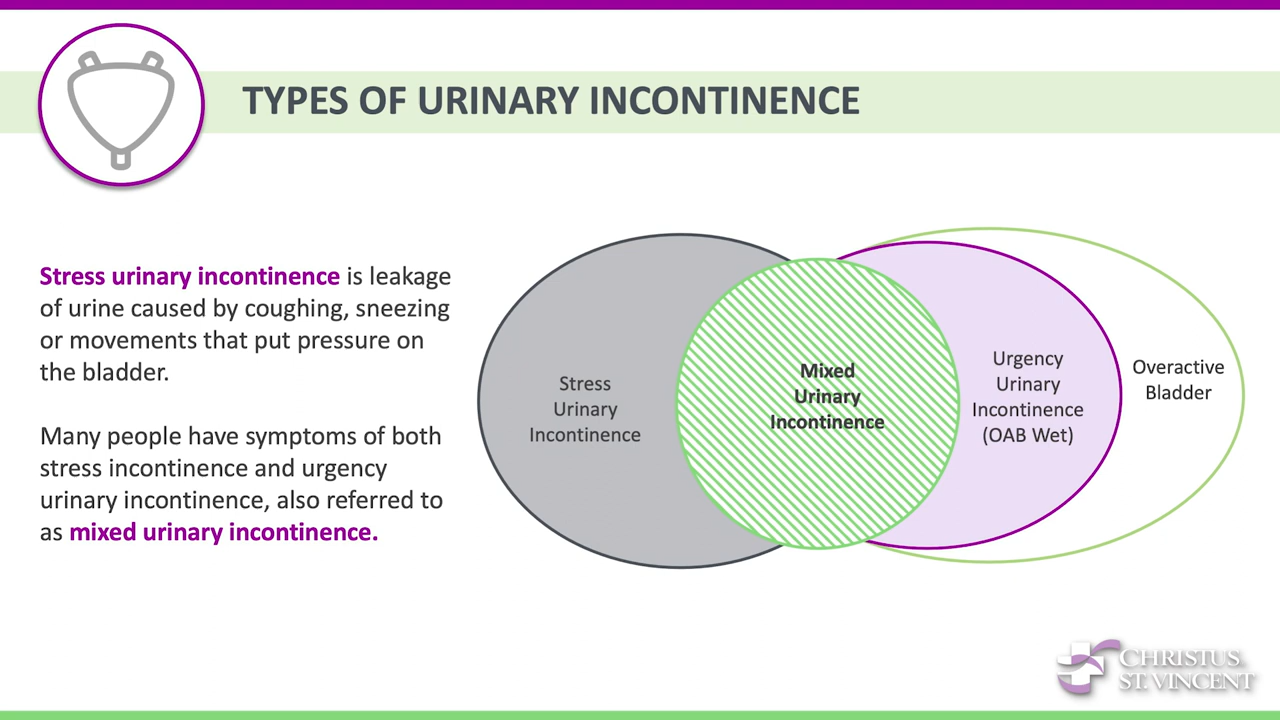 TYPES OF URINARY INCONTINENCE
Stress urinary incontinence is leakage
of urine caused by coughing, sneezing
or movements that put pressure on
the bladder.
Many people have symptoms of both
stress incontinence and urgency
urinary incontinence, also referred to
as mixed urinary incontinence.
Stress
Urinary
Incontinence
Mixed
Urinary
Incontinence
Urgency
Urinary
Incontinence
(OAB Wet)
Overactive
Bladder
CHRISTUS
ST. VINCENT